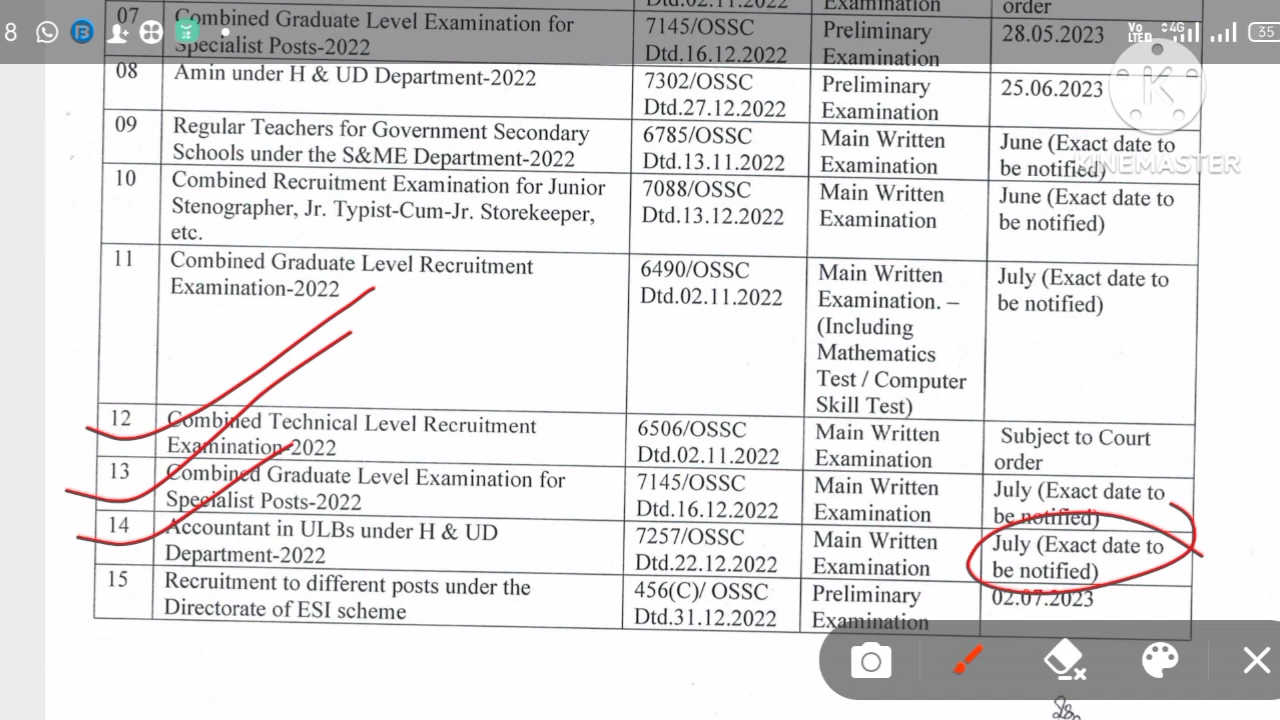 Dtd.02.11.2022 Examination order
07 Combined Graduate Level Examination for Specialist Posts-2022
7145/OSSC
Dtd.16.12.2022
Preliminary
Examination
28.05.2023
08 Amin under H & UD Department-2022
7302/OSSC
Dtd.27.12.2022
Preliminary
Examination
25.06.2023
09 Regular Teachers for Government Secondary
Schools under the S&ME Department-2022
6785/OSSC
Dtd.13.11.2022
Main Written
Examination
June (Exact date to
be notified)
10 Combined Recruitment Examination for Junior
Stenographer, Jr. Typist-Cum-Jr. Storekeeper,
etc.
7088/OSSC
Dtd.13.12.2022
Main Written
Examination
June (Exact date to
be notified)
11 Combined Graduate Level Recruitment
Examination-2022
6490/OSSC
Dtd.02.11.2022
Main Written
Examination. –
(Including
Mathematics
Test / Computer
Skill Test)
July (Exact date to
be notified)
12 Combined Technical Level Recruitment
Examination-2022
6506/OSSC
Dtd.02.11.2022
Main Written
Examination
Subject to Court
order
13 Combined Graduate Level Examination for
Specialist Posts-2022
7145/OSSC
Dtd.16.12.2022
Main Written
Examination
July (Exact date to
be notified)
14 Accountant in ULBs under H & UD
Department-2022
7257/OSSC
Dtd.22.12.2022
Main Written
Examination
July (Exact date to
be notified)
15 Recruitment to different posts under the
Directorate of ESI scheme
456(C)/ OSSC
Dtd.31.12.2022
Preliminary
Examination
02.07.2023
8
Vo
LTED
4G
35
K
KINEMASTER